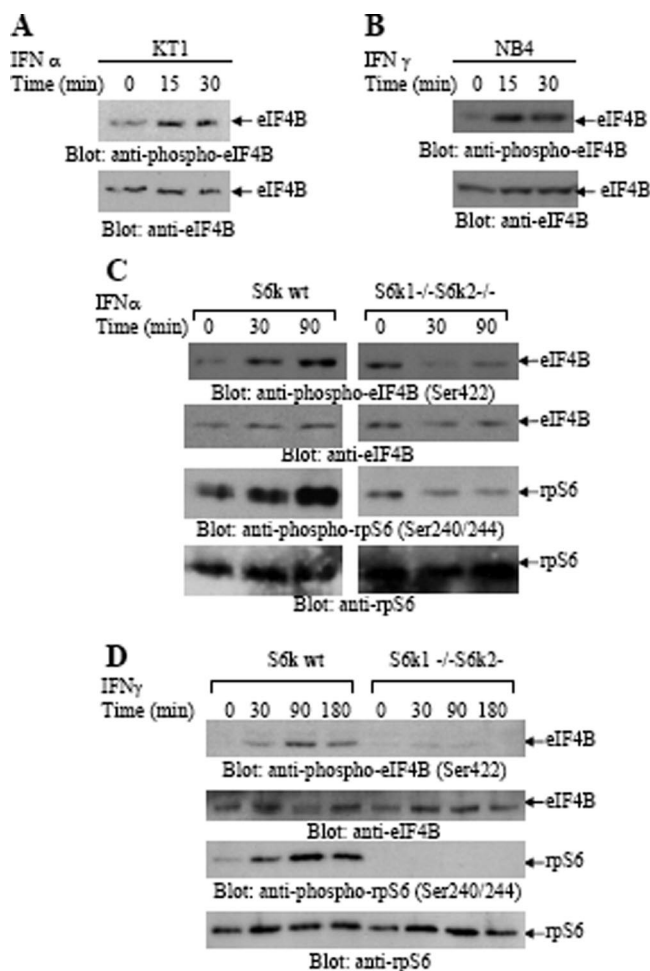 A
KT1
IFN α
Time (min) 0 15 30
eIF4B
Blot: anti-phospho-eIF4B
eIF4B
Blot: anti-eIF4B
B
NB4
IFN γ
Time (min) 0 15 30
eIF4B
Blot: anti-phospho-eIF4B
eIF4B
Blot: anti-eIF4B
C
S6k wt S6k1-/-S6k2-/-
IFNα
Time (min) 0 30 90 0 30 90
eIF4B
Blot: anti-phospho-eIF4B (Ser422)
eIF4B
Blot: anti-eIF4B
rpS6
Blot: anti-phospho-rpS6 (Ser240/244)
rpS6
Blot: anti-rpS6
D
S6k wt S6k1 -/-S6k2-
IFNγ
Time (min) 0 30 90 180 0 30 90 180
eIF4B
Blot: anti-phospho-eIF4B (Ser422)
eIF4B
Blot: anti-eIF4B
rpS6
Blot: anti-phospho-rpS6 (Ser240/244)
rpS6
Blot: anti-rpS6